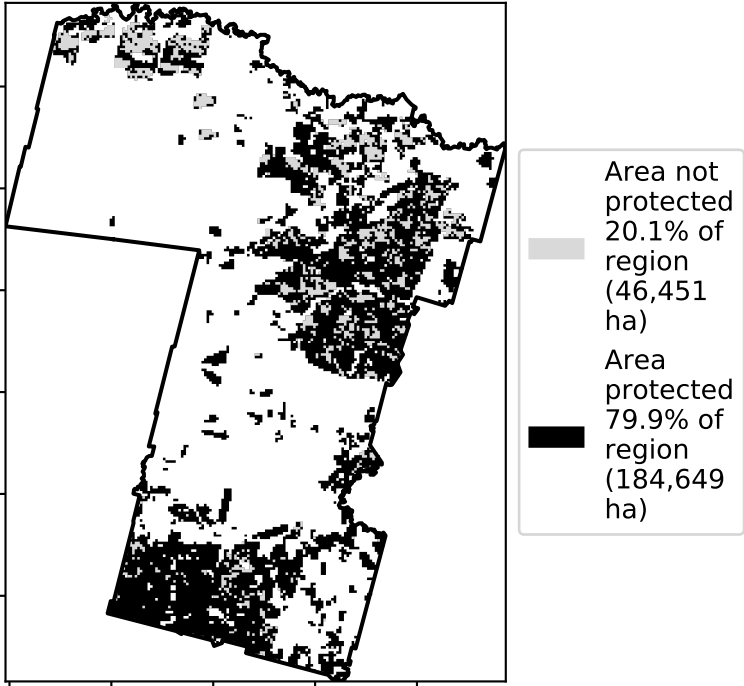 Area not
protected
20.1% of
region
(46,451
ha)
Area
protected
79.9% of
region
(184,649
ha)